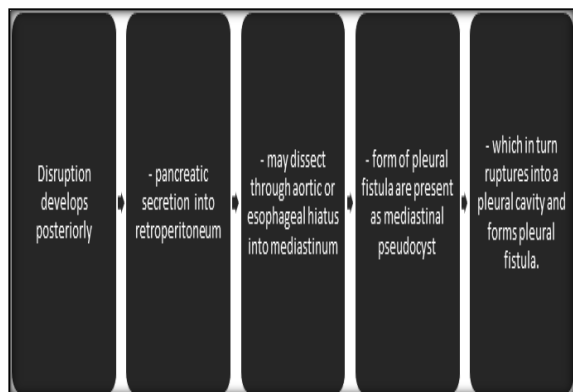 Disruption
develops
posteriorly
- pancreatic
secretion into
retroperitoneum
- may dissect
through aortic or
esophageal hiatus
into mediastinum
- form of pleural
fistula are present
as mediastinal
pseudocyst
- which in turn
ruptures into a
pleural cavity and
forms pleural
fistula.